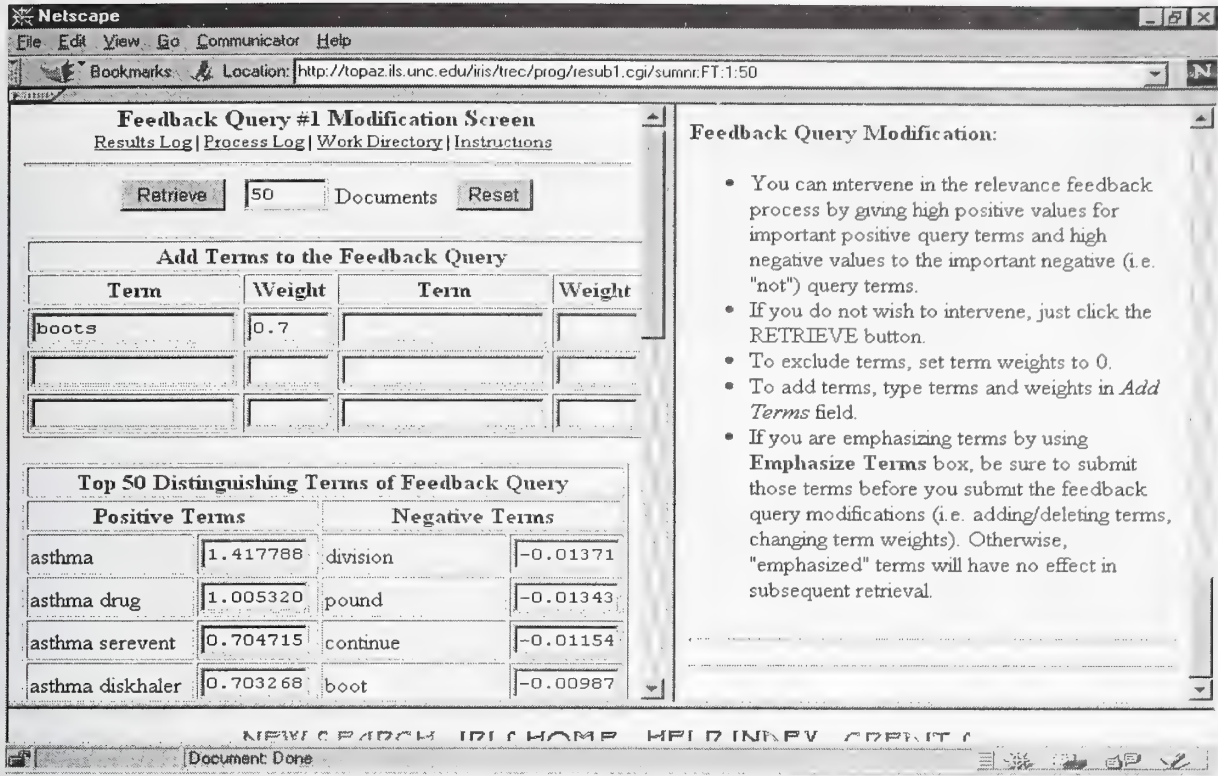 Netscape
File Edit View Go Communicator Help
Bookmarks Location: http://topaz.ils.unc.edu/iris/trec/prog/resub1.cgi/sumnr:FT:1:50
N
Feedback Query #1 Modification Screen
Results Log | Process Log | Work Directory | Instructions
Retrieve 50 Documents Reset
Add Terms to the Feedback Query
Term Weight Term Weight
boots 0.7
Top 50 Distinguishing Terms of Feedback Query
Positive Terms Negative Terms
asthma 1.417788 division -0.01371
asthma drug 1.005320 pound -0.01343
asthma serevent 0.704715 continue -0.01154
asthma diskhaler 0.703268 boot -0.00987
Feedback Query Modification:
• You can intervene in the relevance feedback
process by giving high positive values for
important positive query terms and high
negative values to the important negative (i.e.
"not") query terms.
• If you do not wish to intervene, just click the
RETRIEVE button.
• To exclude terms, set term weights to 0.
• To add terms, type terms and weights in Add
Terms field.
• If you are emphasizing terms by using
Emphasize Terms box, be sure to submit
those terms before you submit the feedback
query modifications (i.e. adding/deleting terms,
changing term weights). Otherwise,
"emphasized" terms will have no effect in
subsequent retrieval.
Document: Done